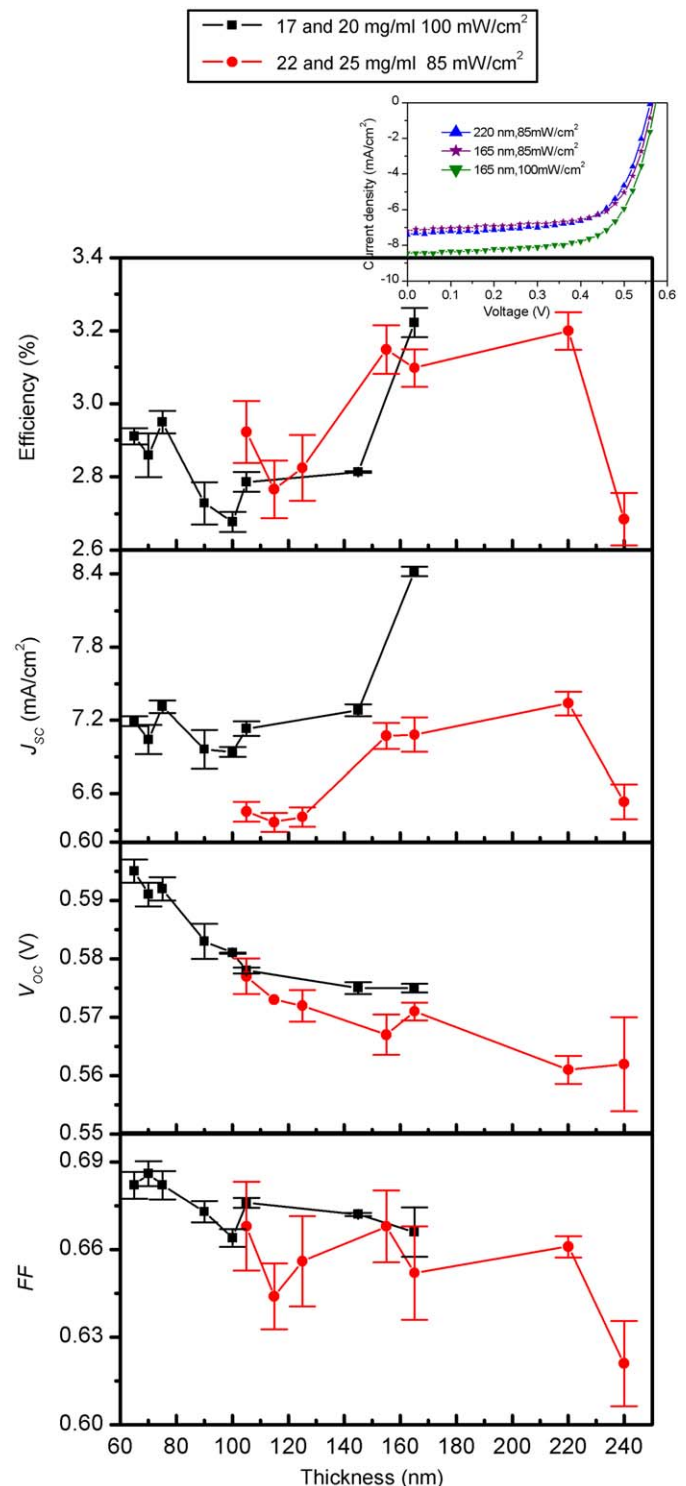 17 and 20 mg/ml 100 mW/cm²
22 and 25 mg/ml 85 mW/cm²
0
-2
-4
-6
-8
-10
Current density (mA/cm²)
220 nm,85mW/cm²
165 nm,85mW/cm²
165 nm,100mW/cm²
0.0 0.1 0.2 0.3 0.4 0.5 0.6
Voltage (V)
3.4
3.2
3.0
2.8
2.6
Efficiency (%)
8.4
7.8
7.2
6.6
J_SC (mA/cm²)
0.60
0.59
0.58
0.57
0.56
0.55
V_OC (V)
0.69
0.66
0.63
0.60
FF
60 80 100 120 140 160 180 200 220 240
Thickness (nm)